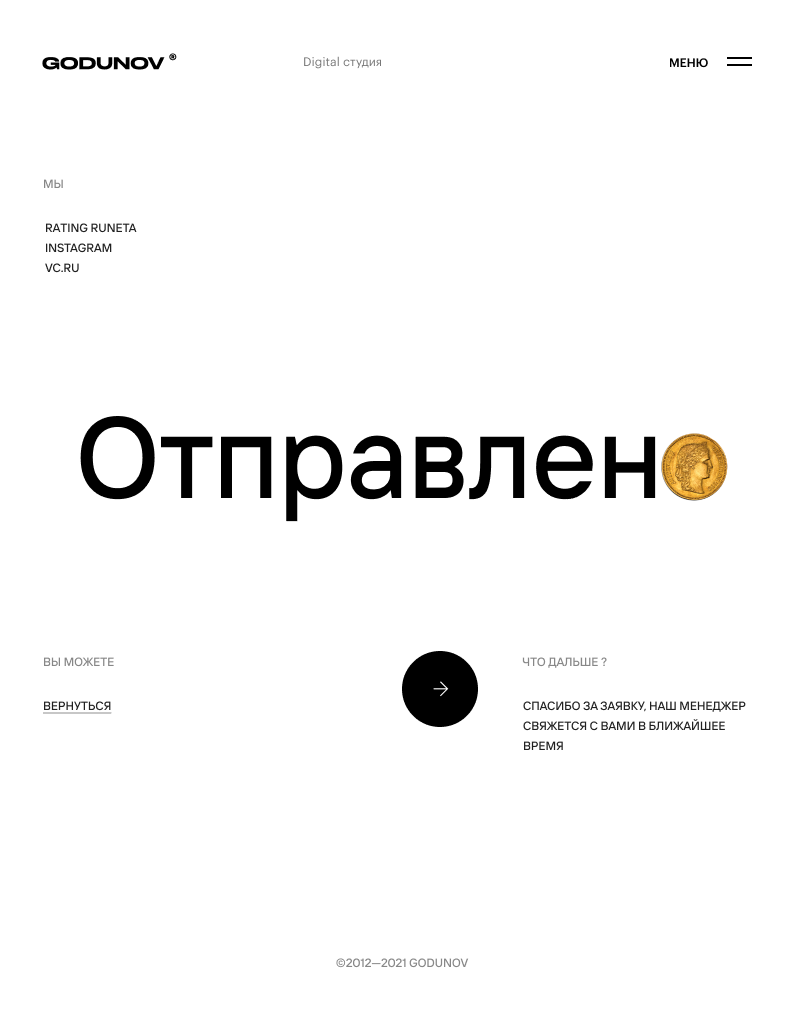 GODUNOV ®
Digital студия
МЕНЮ
МЫ
RATING RUNETA
INSTAGRAM
VC.RU
Отправлен
ВЫ МОЖЕТЕ
ВЕРНУТЬСЯ
ЧТО ДАЛЬШЕ ?
СПАСИБО ЗА ЗАЯВКУ, НАШ МЕНЕДЖЕР
СВЯЖЕТСЯ С ВАМИ В БЛИЖАЙШЕЕ
ВРЕМЯ
©2012—2021 GODUNOV